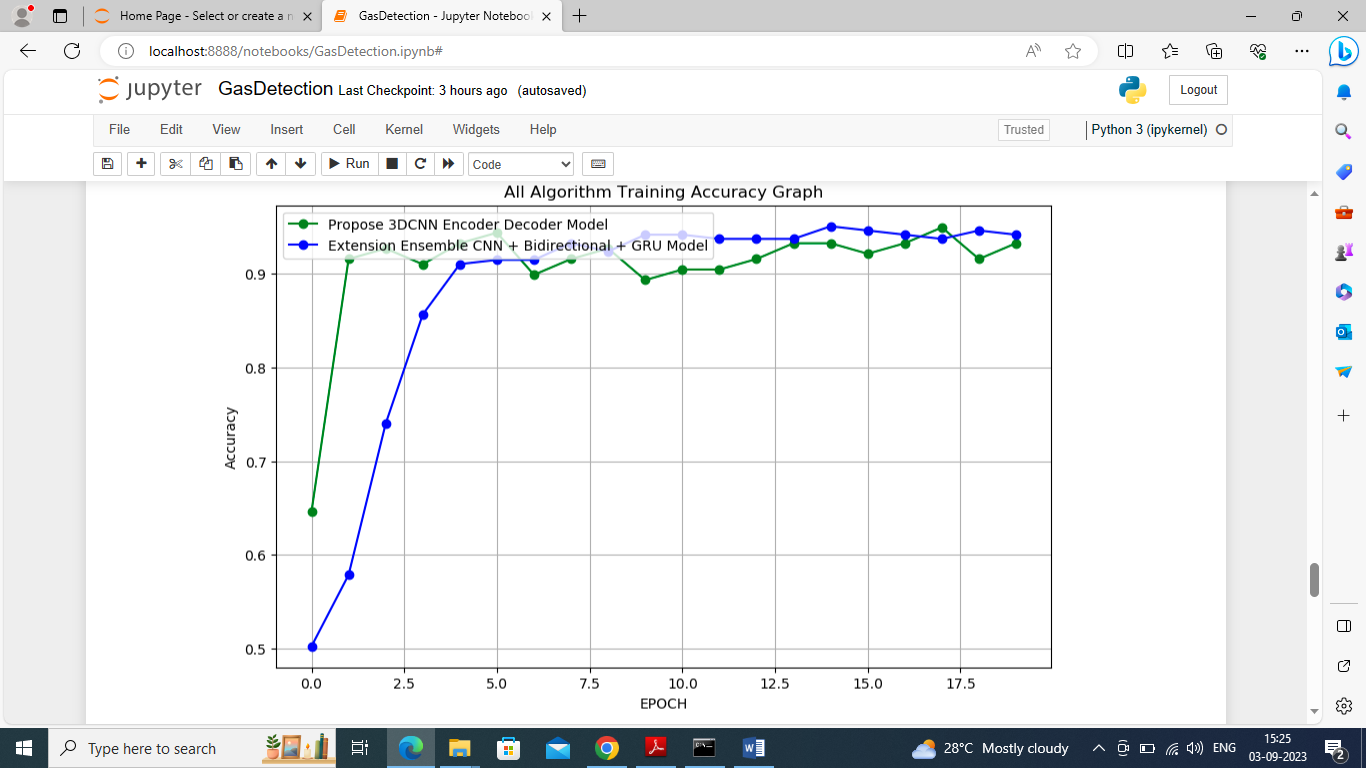 Home Page - Select or create a n
GasDetection - Jupyter Noteboo
localhost:8888/notebooks/GasDetection.ipynb#
jupyter GasDetection Last Checkpoint: 3 hours ago (autosaved)
Logout
File Edit View Insert Cell Kernel Widgets Help
Trusted
Python 3 (ipykernel)
Run
Code
All Algorithm Training Accuracy Graph
Propose 3DCNN Encoder Decoder Model
Extension Ensemble CNN + Bidirectional + GRU Model
0.9
0.8
0.7
0.6
0.5
Accuracy
0.0 2.5 5.0 7.5 10.0 12.5 15.0 17.5
EPOCH
Type here to search
28°C Mostly cloudy
ENG
15:25
03-09-2023
2